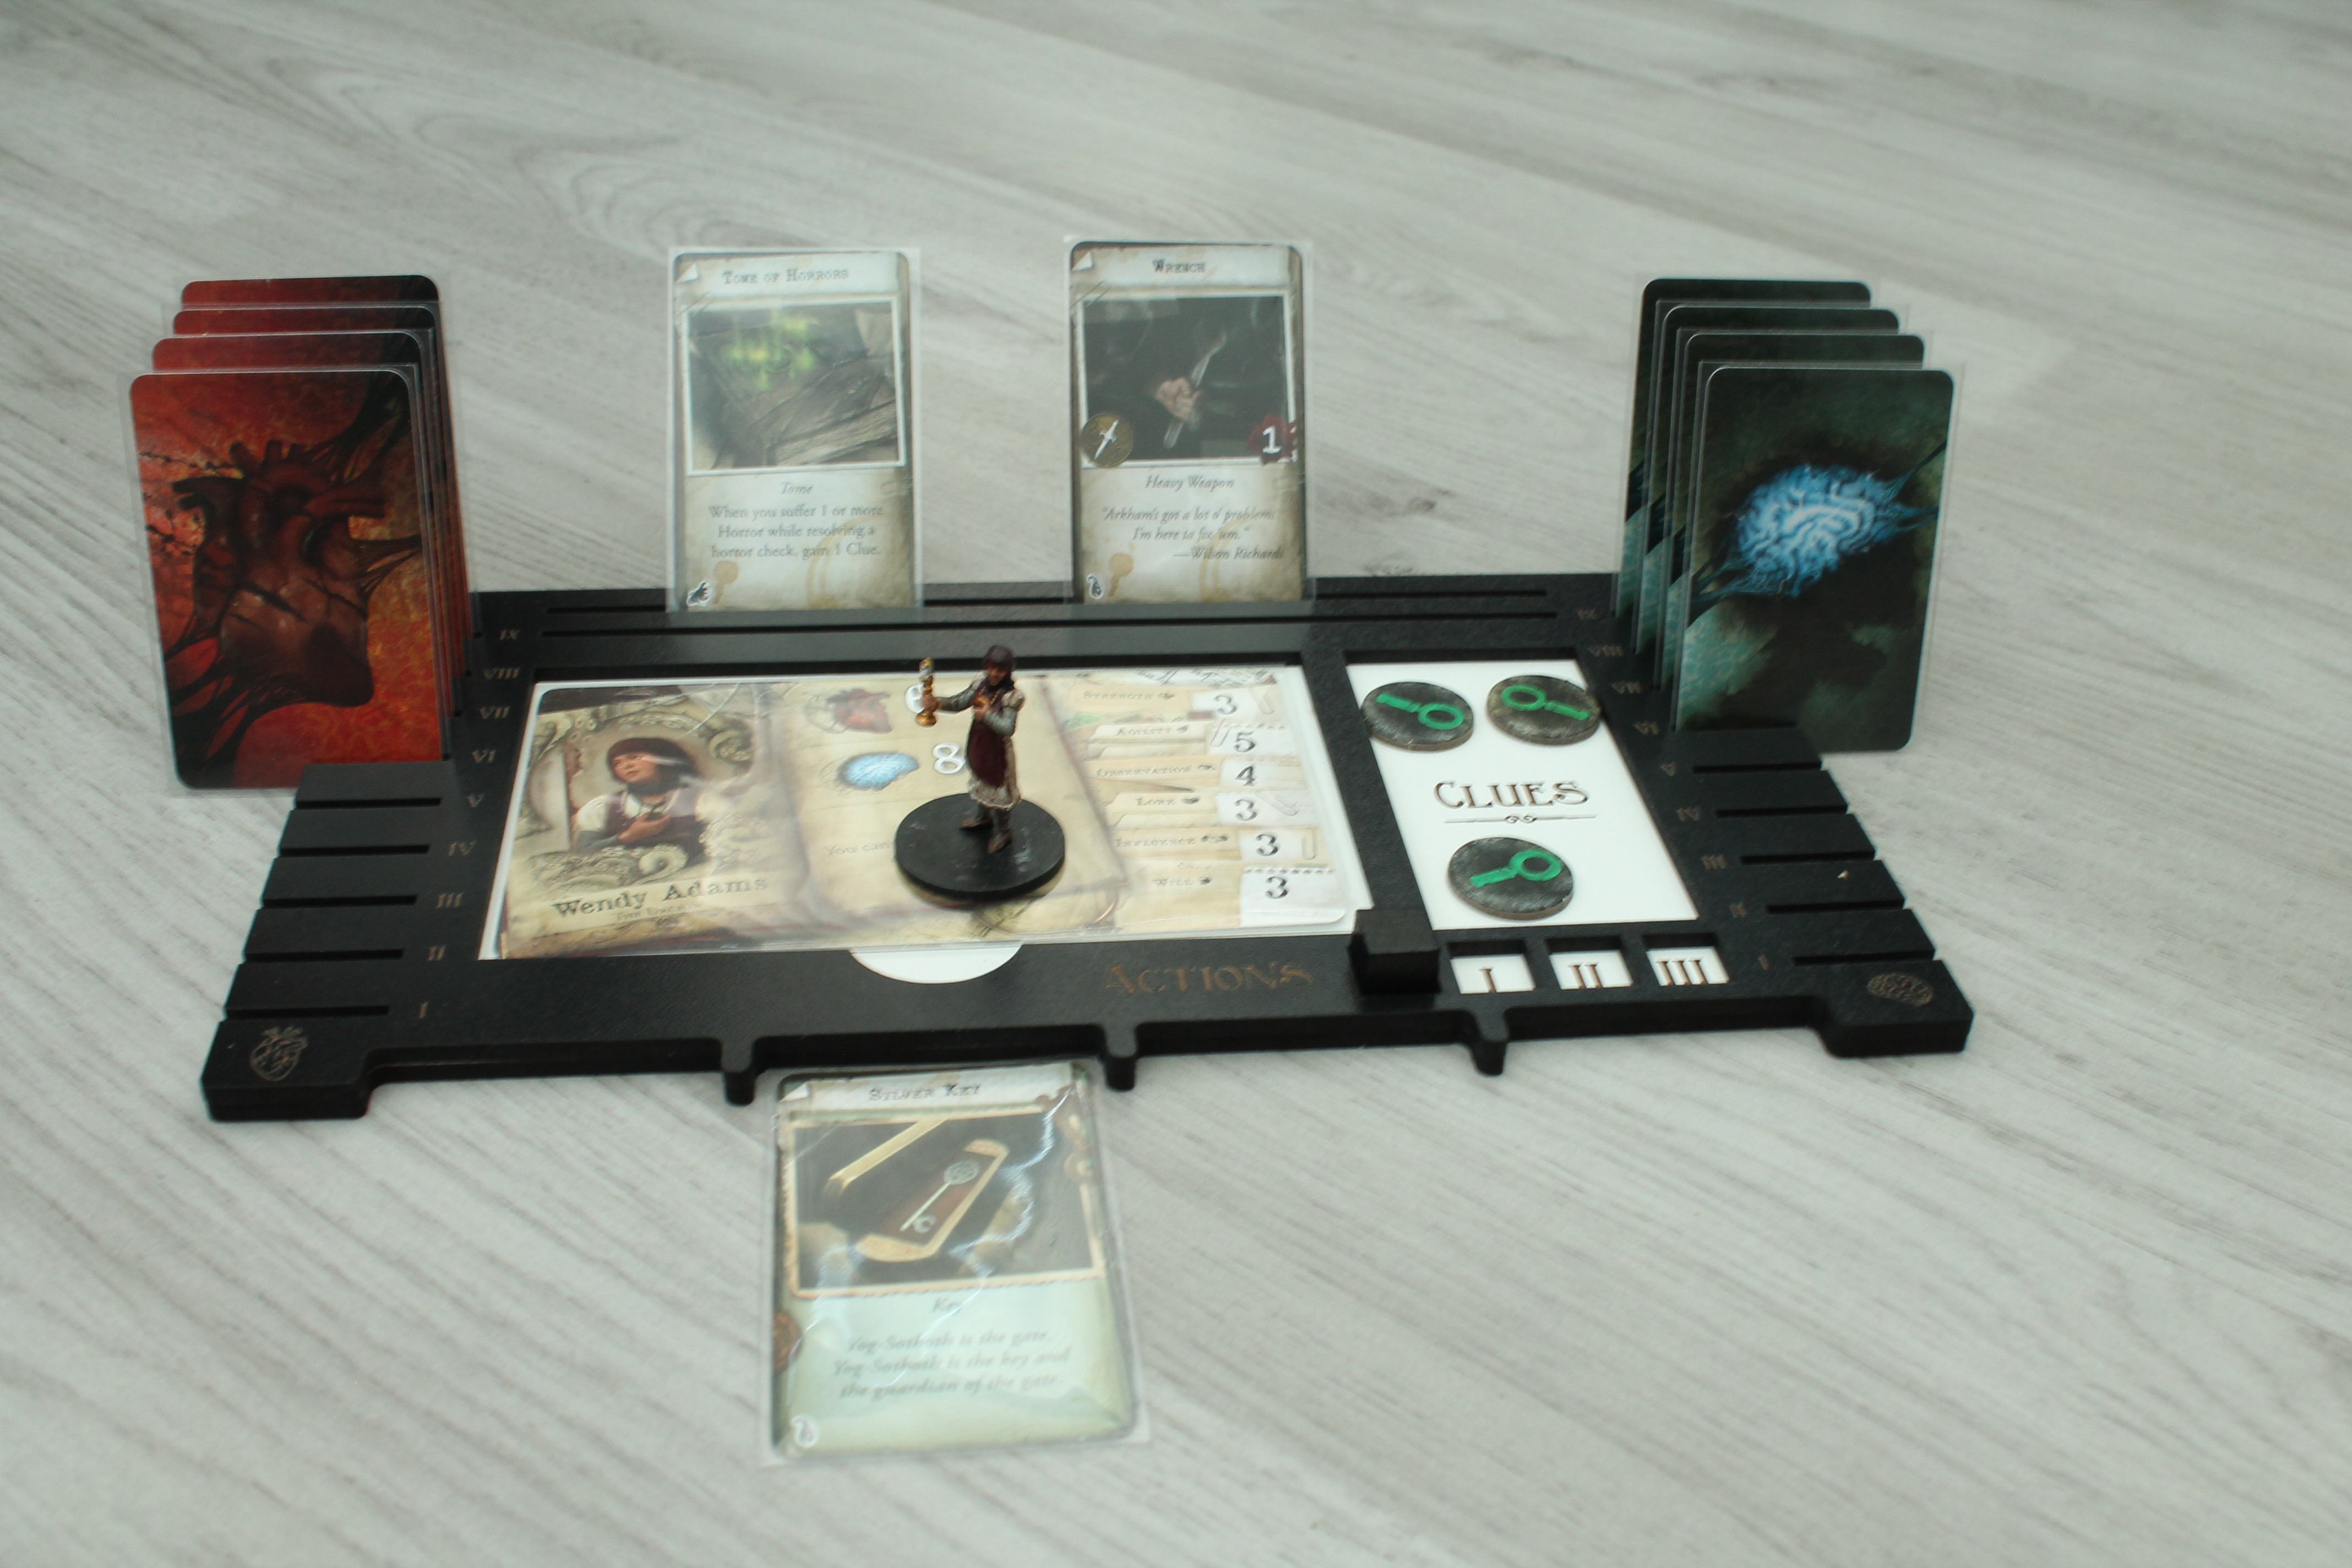 TOME OF HORRORS
Tome
When you suffer 1 or more
Horror while resolving a
horror check, gain 1 Clue.
WRENCH
1
Heavy Weapon
"Arkham's got a lot o' problems.
I'm here to fix 'em."
—Wilson Richards
IX
VIII
VII
VI
V
IV
III
II
I
8
You can
Wendy Adams
STRENGTH 3
AGILITY 5
OBSERVATION 4
LORE 3
INFLUENCE 3
WILL 3
CLUES
IX
VIII
VII
VI
V
IV
III
II
I
ACTIONS
I II III
SILVER KEY
Key
Yog-Sothoth is the gate.
Yog-Sothoth is the key and
the guardian of the gate.